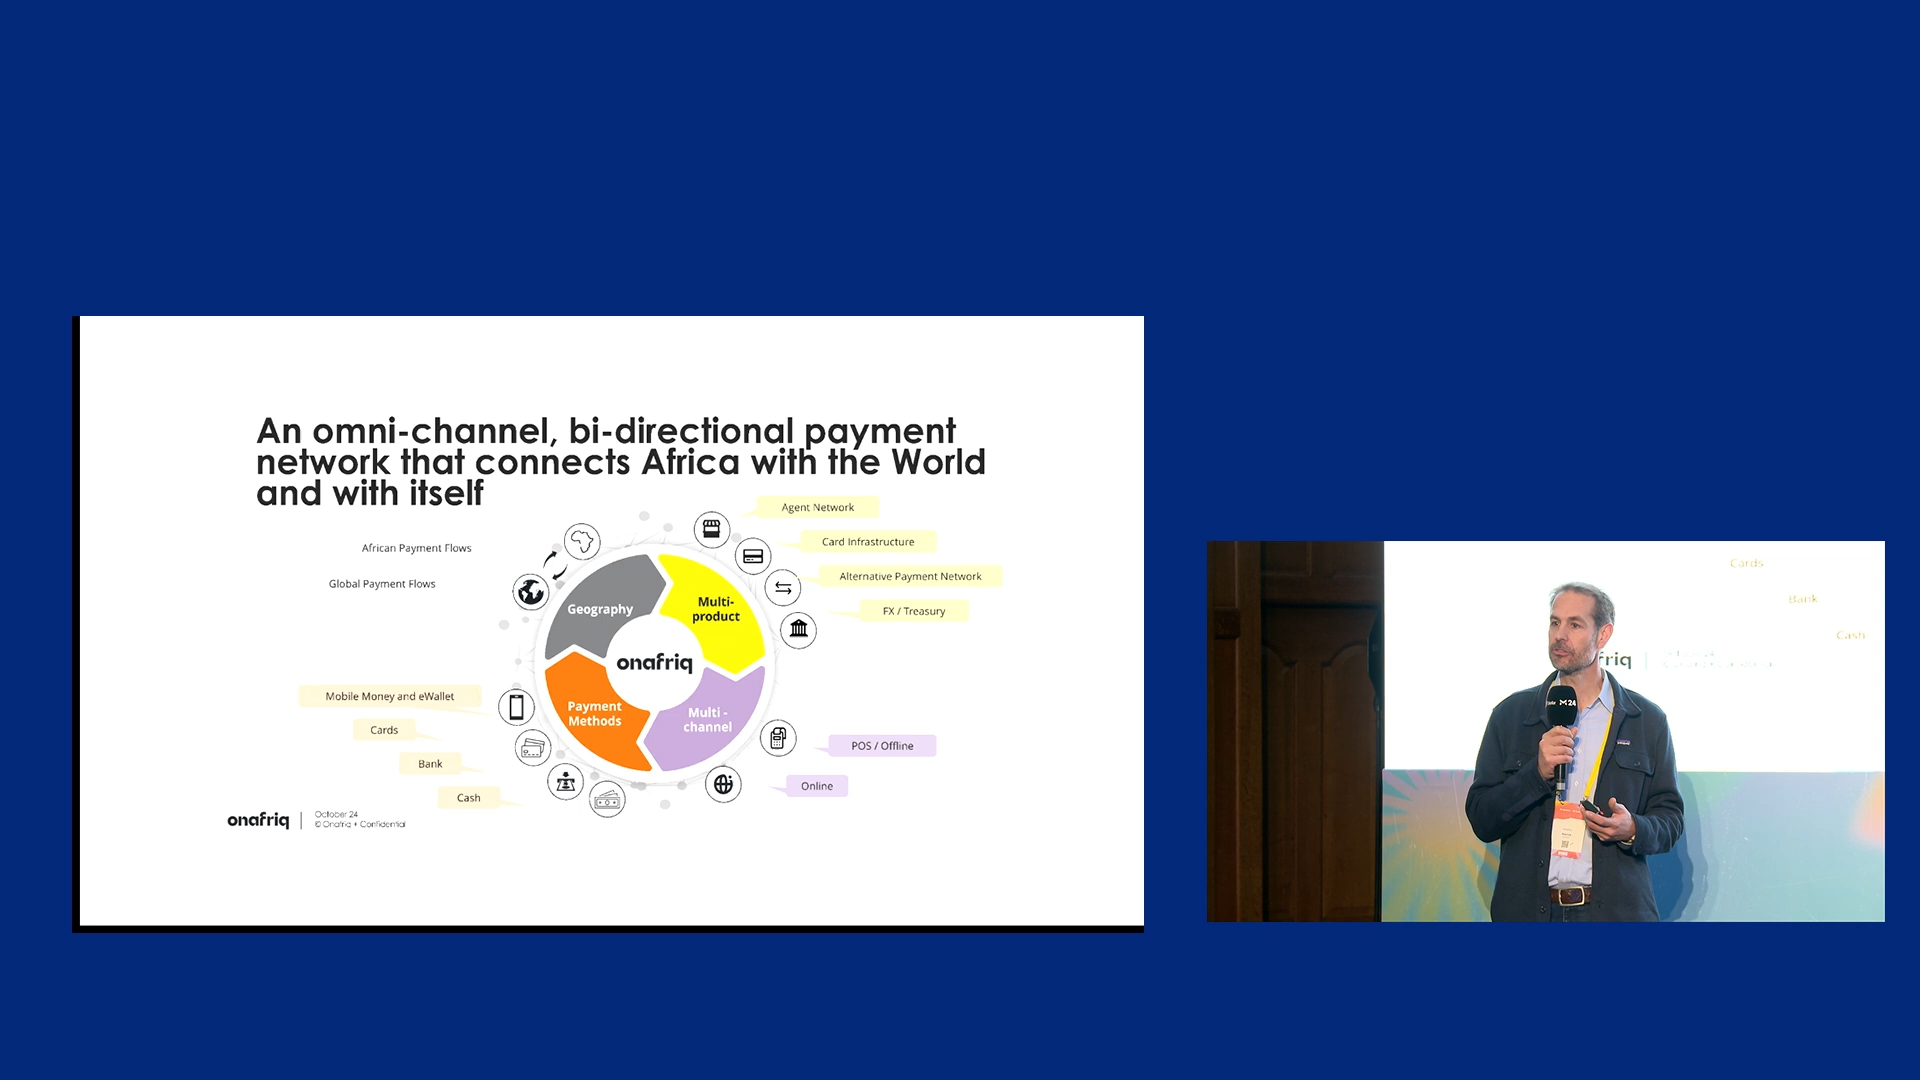 An omni-channel, bi-directional payment
network that connects Africa with the World
and with itself
Agent Network
Card Infrastructure
Alternative Payment Network
FX / Treasury
African Payment Flows
Global Payment Flows
Geography
Multi-
product
onafriq
Payment
Methods
Multi -
channel
Mobile Money and eWallet
Cards
Bank
Cash
POS / Offline
Online
onafriq
October 24
© Onafriq + Confidential
Cards
Bank
Cash
friq
M24